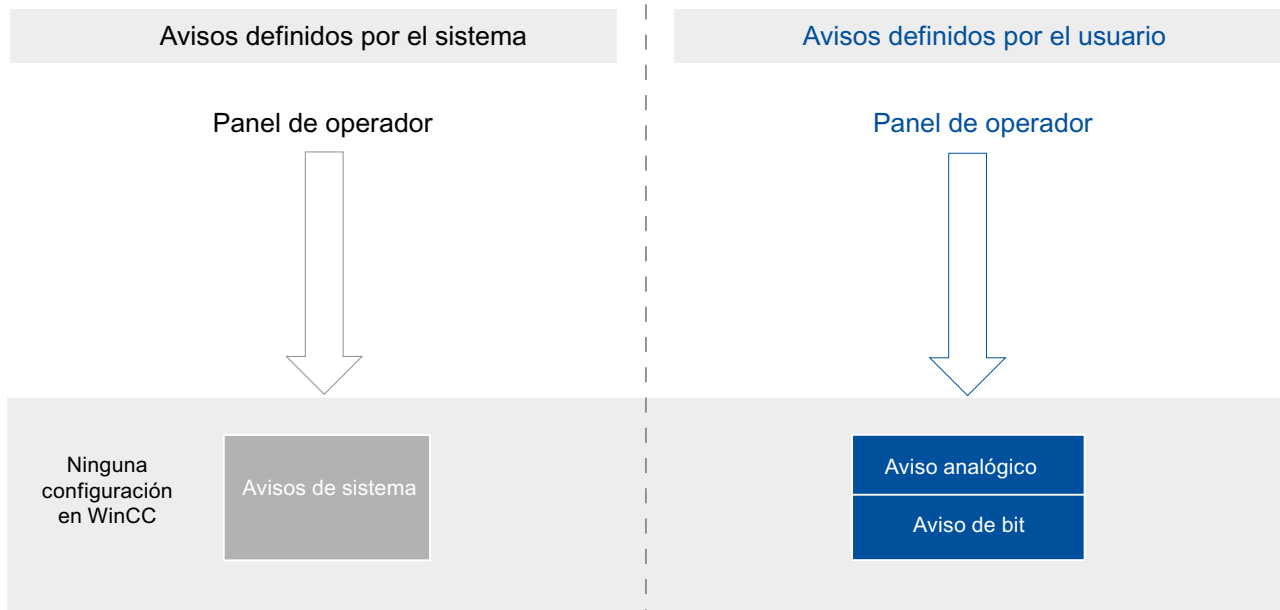 Avisos definidos por el sistema
Avisos definidos por el usuario
Panel de operador
Panel de operador
Ninguna
configuración
en WinCC
Avisos de sistema
Aviso analógico
Aviso de bit